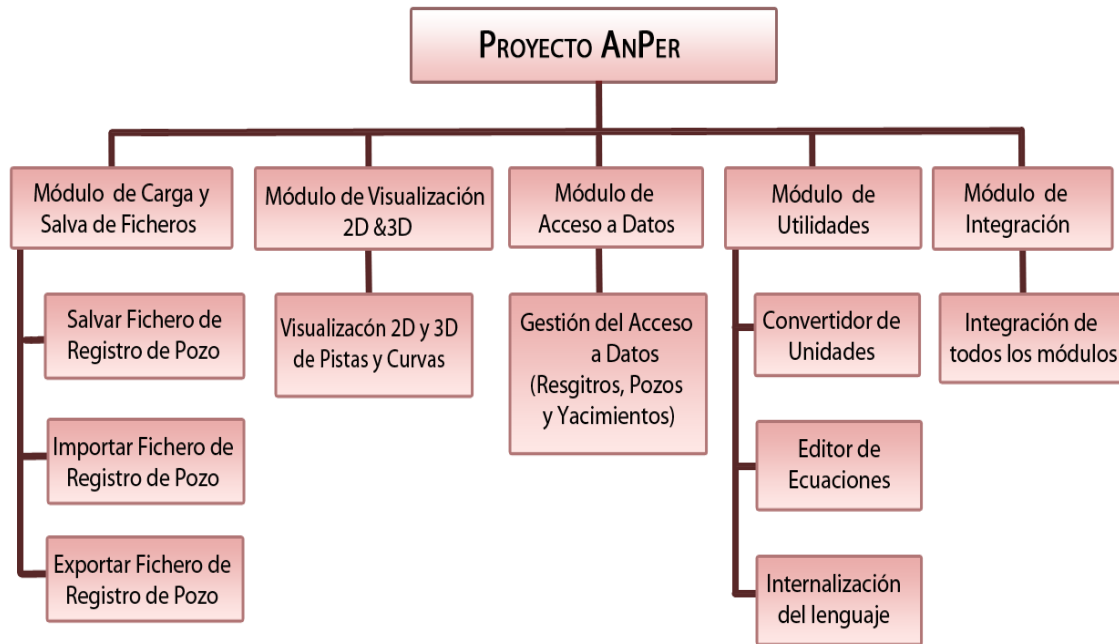 PROYECTO ANPER
Módulo de Carga y
Salva de Ficheros
Módulo de Visualización
2D &3D
Módulo de
Acceso a Datos
Módulo de
Utilidades
Módulo de
Integración
Salvar Fichero de
Registro de Pozo
Importar Fichero de
Registro de Pozo
Exportar Fichero de
Registro de Pozo
Visualizacón 2D y 3D
de Pistas y Curvas
Gestión del Acceso
a Datos
(Resgitros, Pozos
y Yacimientos)
Convertidor de
Unidades
Editor de
Ecuaciones
Internalización
del lenguaje
Integración de
todos los módulos